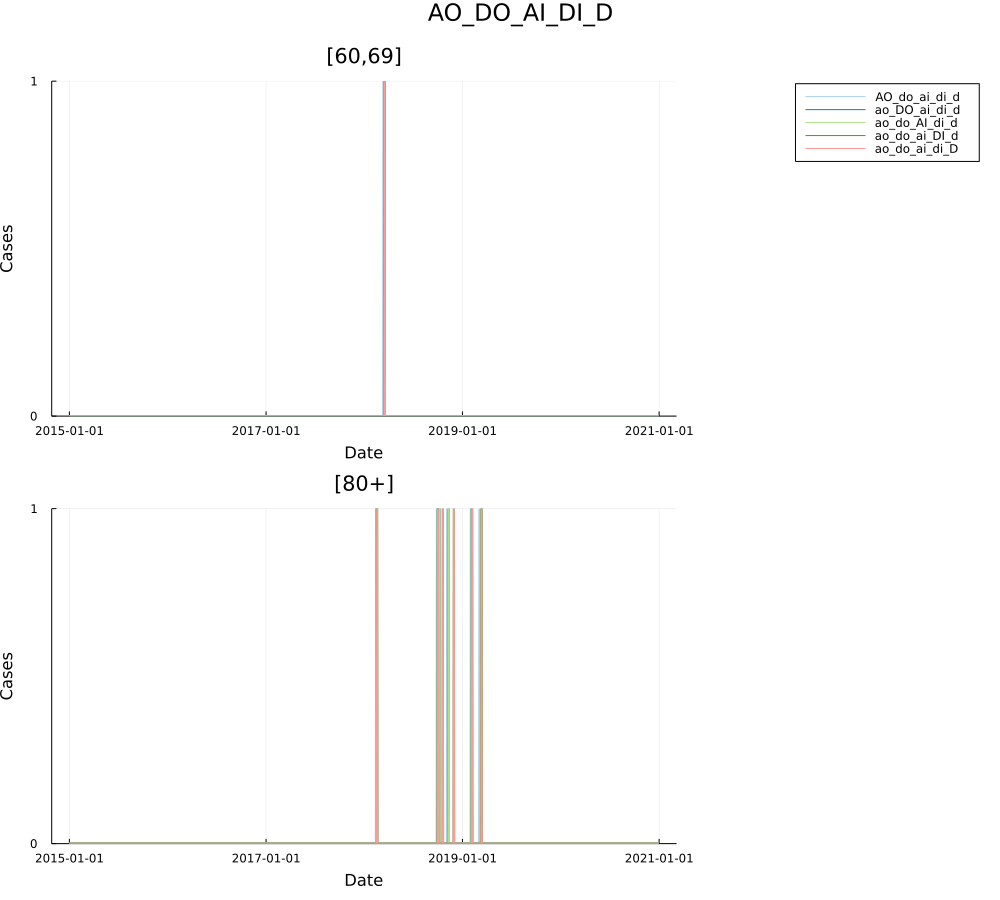 AO_DO_AI_DI_D
[60,69]
1
Cases
0
2015-01-01 2017-01-01 2019-01-01 2021-01-01
Date
AO_do_ai_di_d
ao_DO_ai_di_d
ao_do_AI_di_d
ao_do_ai_DI_d
ao_do_ai_di_D
[80+]
1
Cases
0
2015-01-01 2017-01-01 2019-01-01 2021-01-01
Date